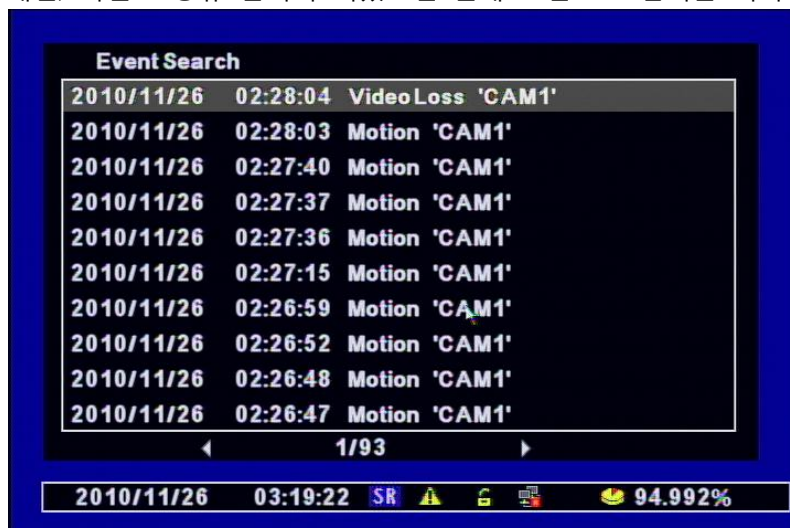 Event Search
2010/11/26 02:28:04 Video Loss 'CAM1'
2010/11/26 02:28:03 Motion 'CAM1'
2010/11/26 02:27:40 Motion 'CAM1'
2010/11/26 02:27:37 Motion 'CAM1'
2010/11/26 02:27:36 Motion 'CAM1'
2010/11/26 02:27:15 Motion 'CAM1'
2010/11/26 02:26:59 Motion 'CAM1'
2010/11/26 02:26:52 Motion 'CAM1'
2010/11/26 02:26:48 Motion 'CAM1'
2010/11/26 02:26:47 Motion 'CAM1'
1/93
2010/11/26 03:19:22 SR 94.992%